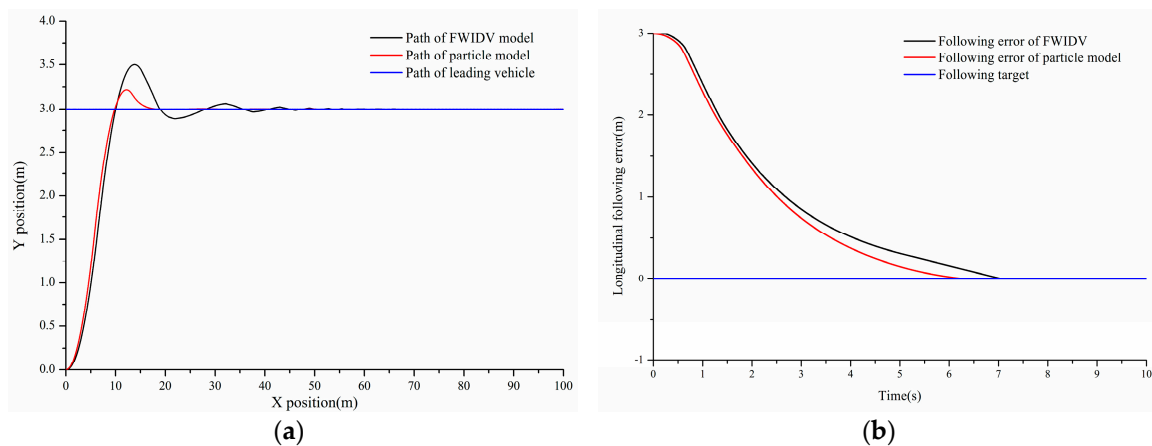 4.0
3.5
3.0
2.5
2.0
1.5
1.0
0.5
0.0
Y position(m)
Path of FWIDV model
Path of particle model
Path of leading vehicle
0 10 20 30 40 50 60 70 80 90 100
X position(m)
(a)
3
2
1
0
-1
Longitudinal following error(m)
Following error of FWIDV
Following error of particle model
Following target
0 1 2 3 4 5 6 7 8 9 10
Time(s)
(b)